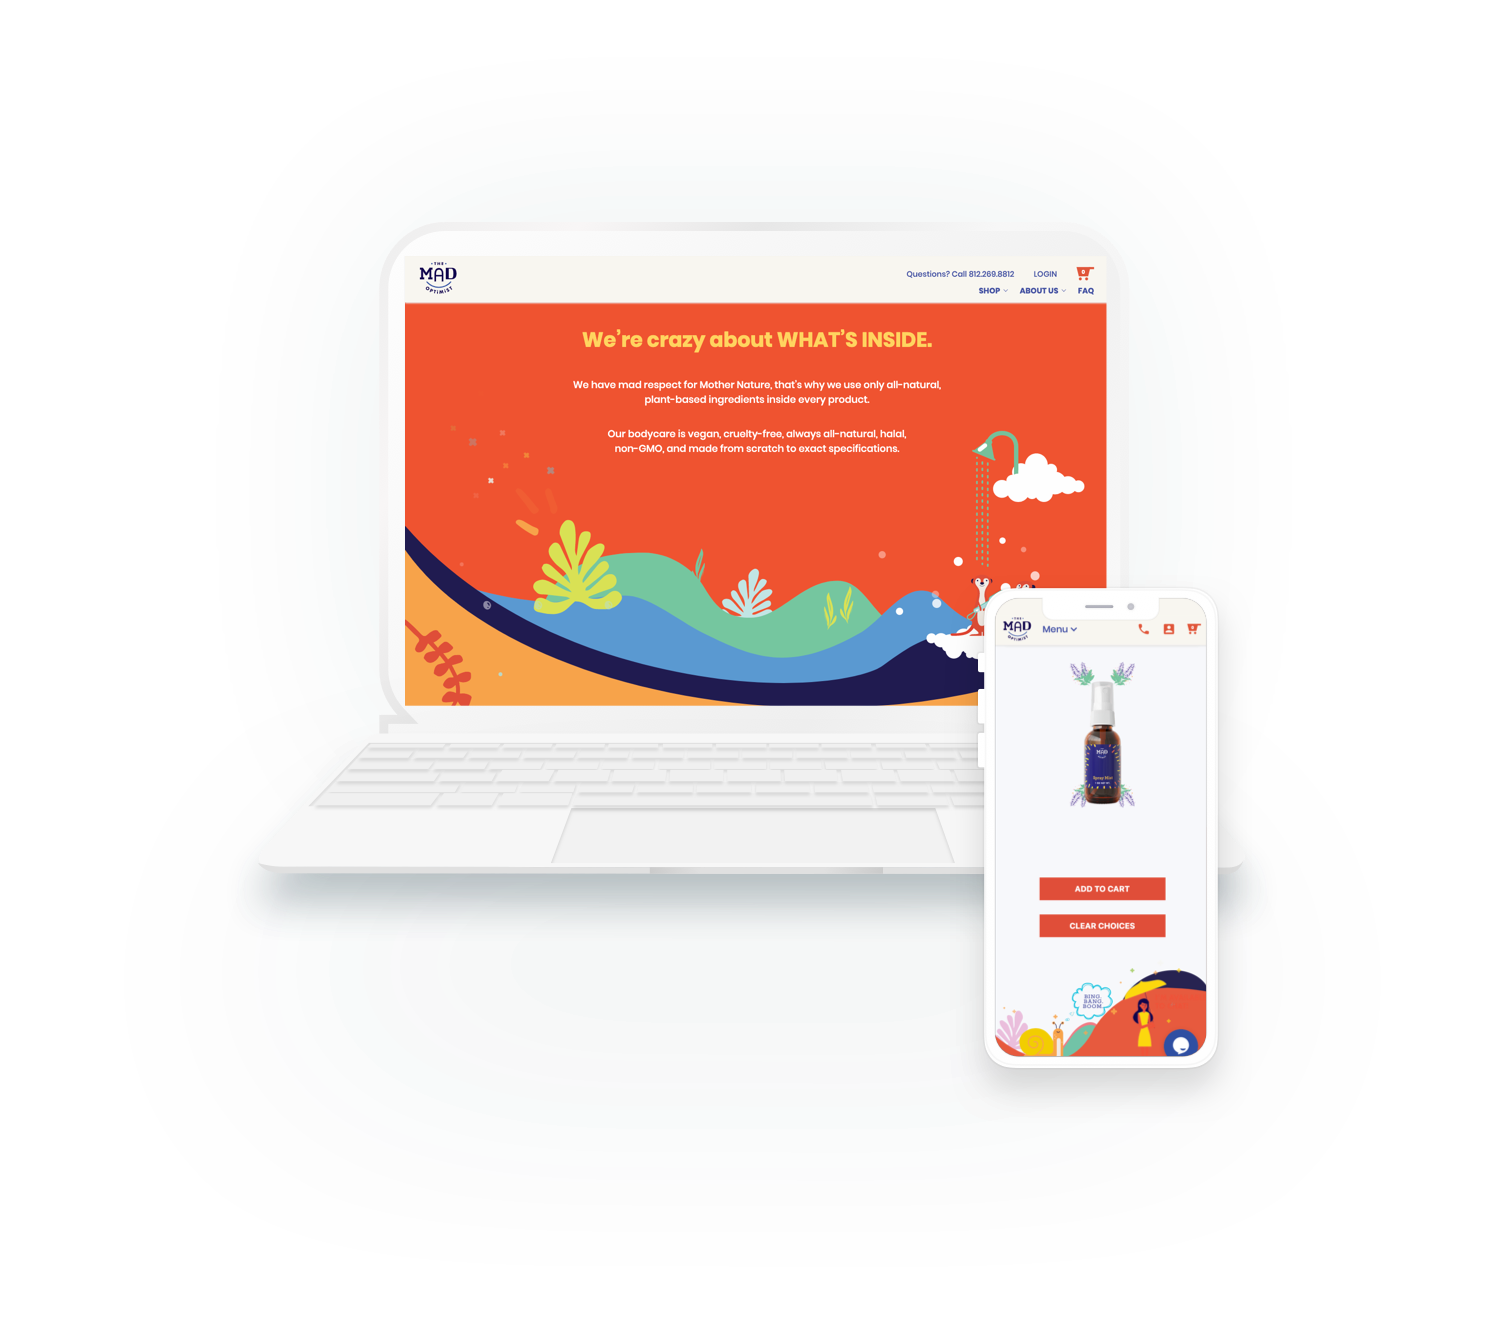 THE
MAD
OPTIMIST
Questions? Call 812.269.8812
LOGIN
0
SHOP
ABOUT US
FAQ
We're crazy about WHAT'S INSIDE.
We have mad respect for Mother Nature, that's why we use only all-natural,
plant-based ingredients inside every product.
Our bodycare is vegan, cruelty-free, always all-natural, halal,
non-GMO, and made from scratch to exact specifications.
THE
MAD
OPTIMIST
Menu
MAD
Spray Mist
ADD TO CART
CLEAR CHOICES
BING.
BANG.
BOOM.